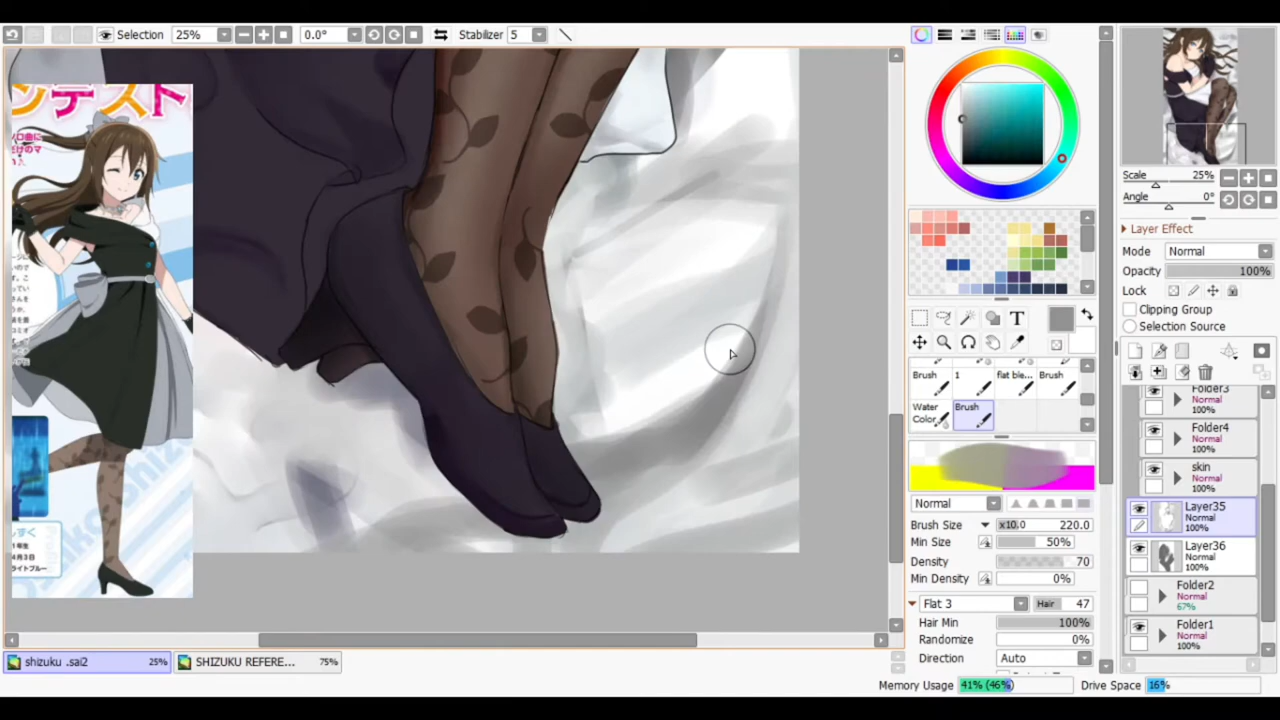 Selection 25% 0.0° Stabilizer 5
ンテスト
Scale 25%
Angle 0°
Layer Effect
Mode Normal
Opacity 100%
Lock
Clipping Group
Selection Source
T
Brush 1 flat ble... Brush
Water Color Brush
Normal
Brush Size x10.0 220.0
Min Size 50%
Density 70
Min Density 0%
Flat 3 Hair 47
Hair Min 100%
Randomize 0%
Direction Auto
Folder3
Normal
100%
Folder4
Normal
100%
skin
Normal
100%
Layer35
Normal
100%
Layer36
Normal
100%
Folder2
Normal
67%
Folder1
Normal
100%
shizuku .sai2 25% SHIZUKU REFERE... 75%
Memory Usage 41% (46%) Drive Space 16%